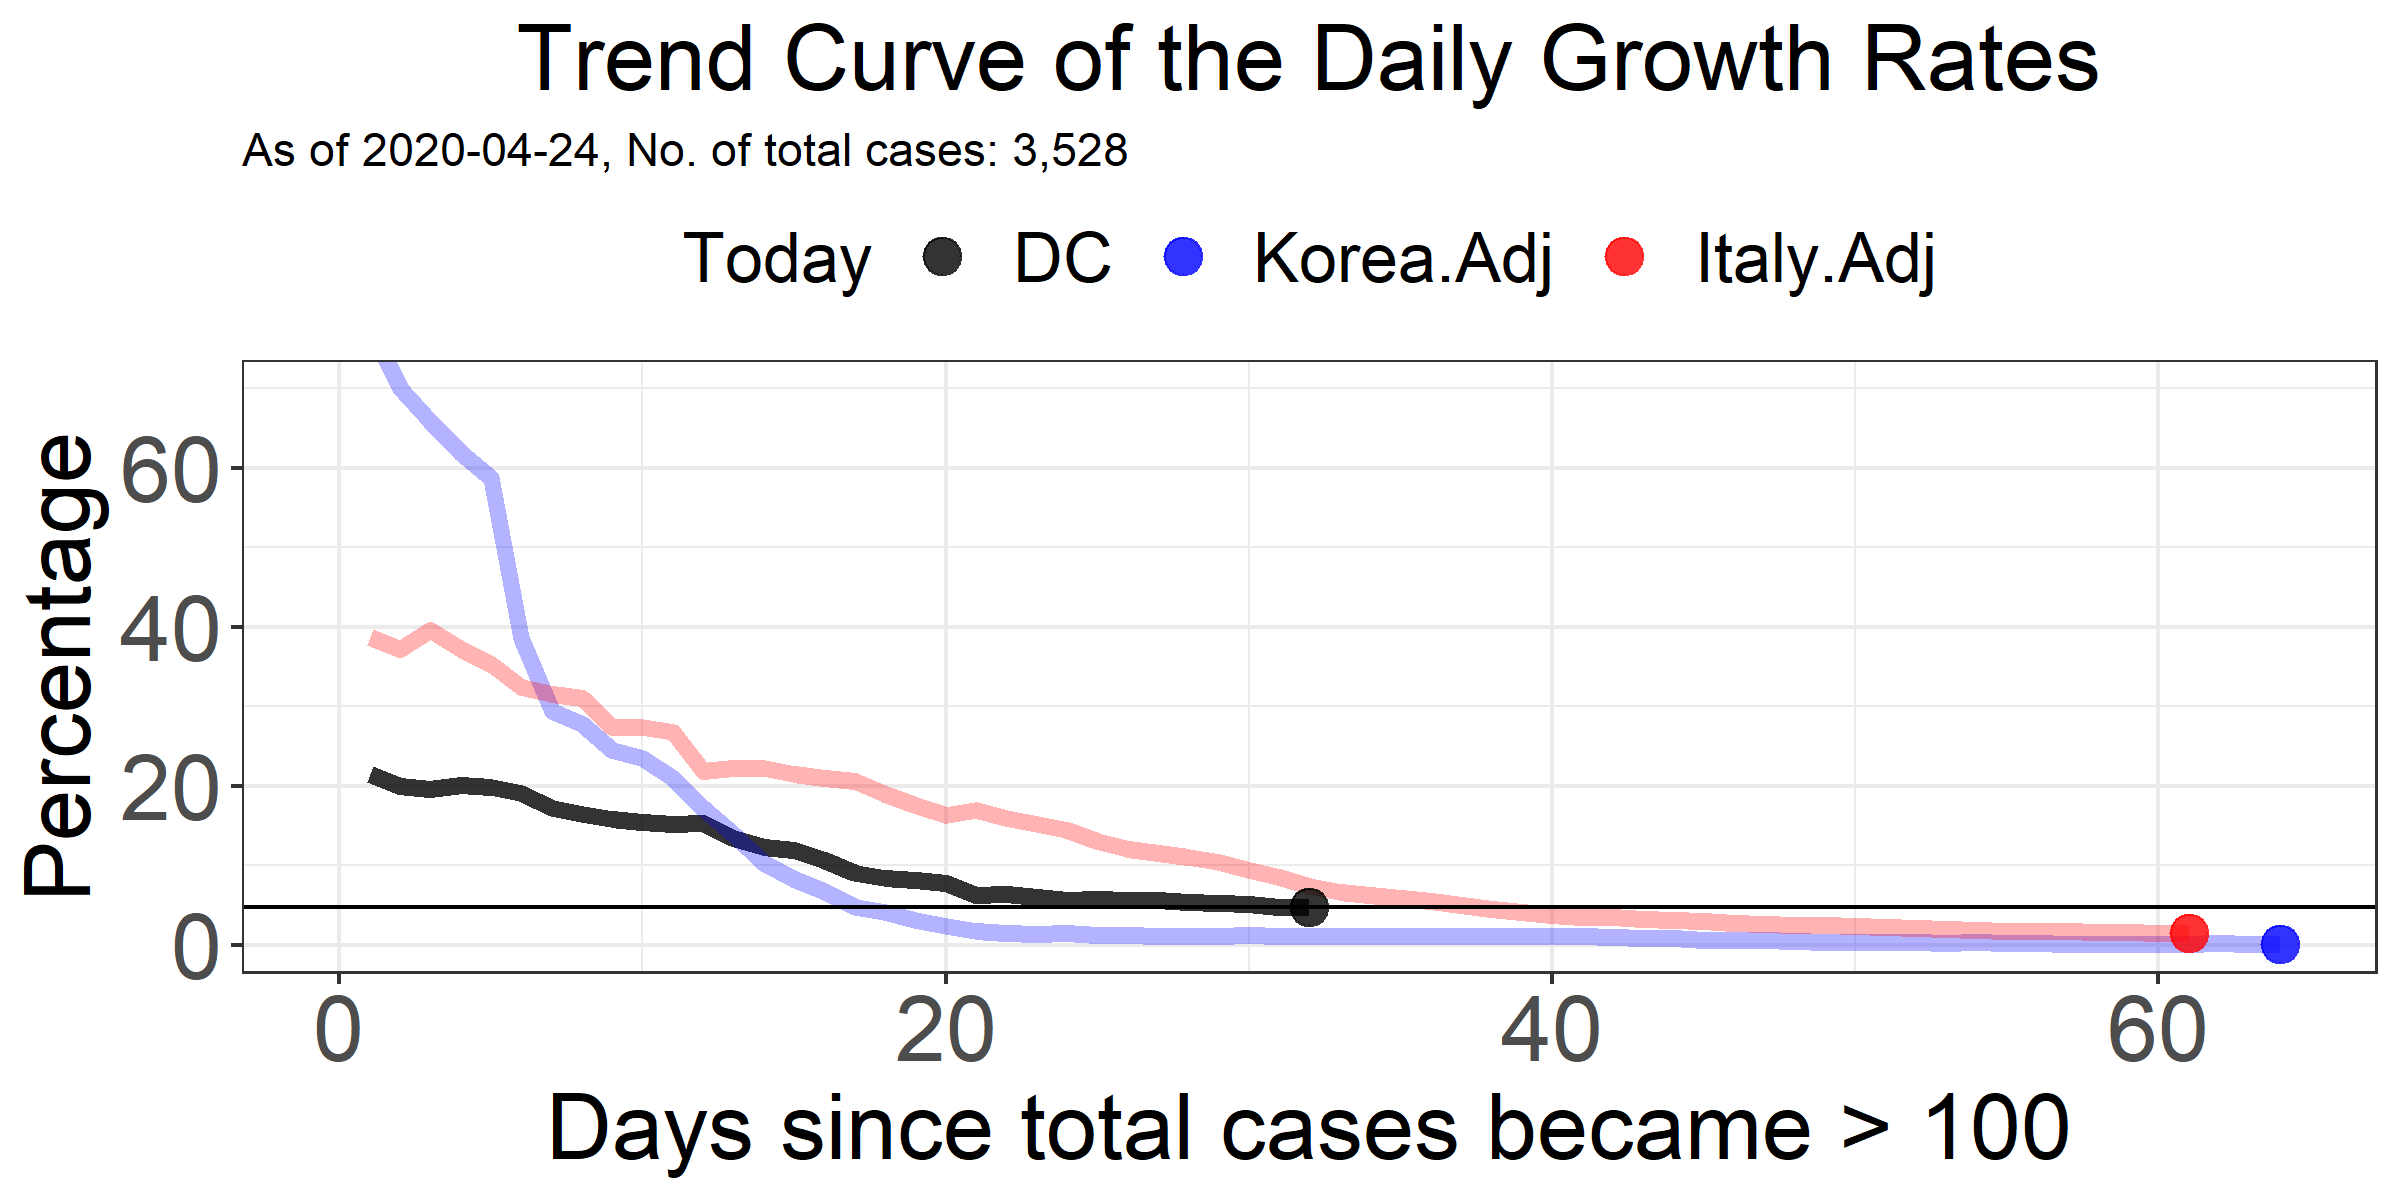 Trend Curve of the Daily Growth Rates
As of 2020-04-24, No. of total cases: 3,528
Today DC Korea.Adj Italy.Adj
Percentage
60
40
20
0
0 20 40 60
Days since total cases became > 100